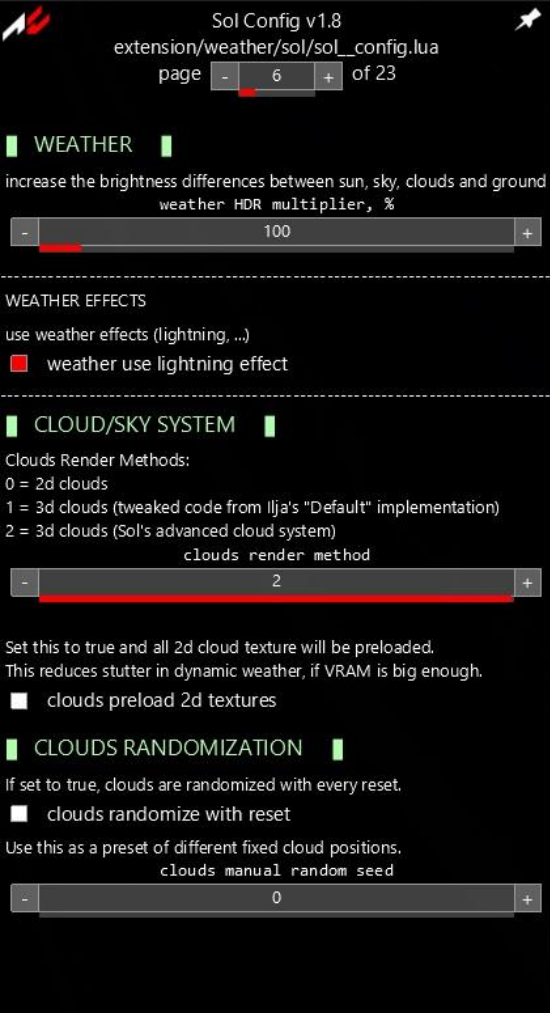 Sol Config v1.8
extension/weather/sol/sol__config.lua
page - 6 + of 23
WEATHER
increase the brightness differences between sun, sky, clouds and ground
weather HDR multiplier, %
- 100 +
WEATHER EFFECTS
use weather effects (lightning, ...)
weather use lightning effect
CLOUD/SKY SYSTEM
Clouds Render Methods:
0 = 2d clouds
1 = 3d clouds (tweaked code from Ilja's "Default" implementation)
2 = 3d clouds (Sol's advanced cloud system)
clouds render method
- 2 +
Set this to true and all 2d cloud texture will be preloaded.
This reduces stutter in dynamic weather, if VRAM is big enough.
clouds preload 2d textures
CLOUDS RANDOMIZATION
If set to true, clouds are randomized with every reset.
clouds randomize with reset
Use this as a preset of different fixed cloud positions.
clouds manual random seed
- 0 +